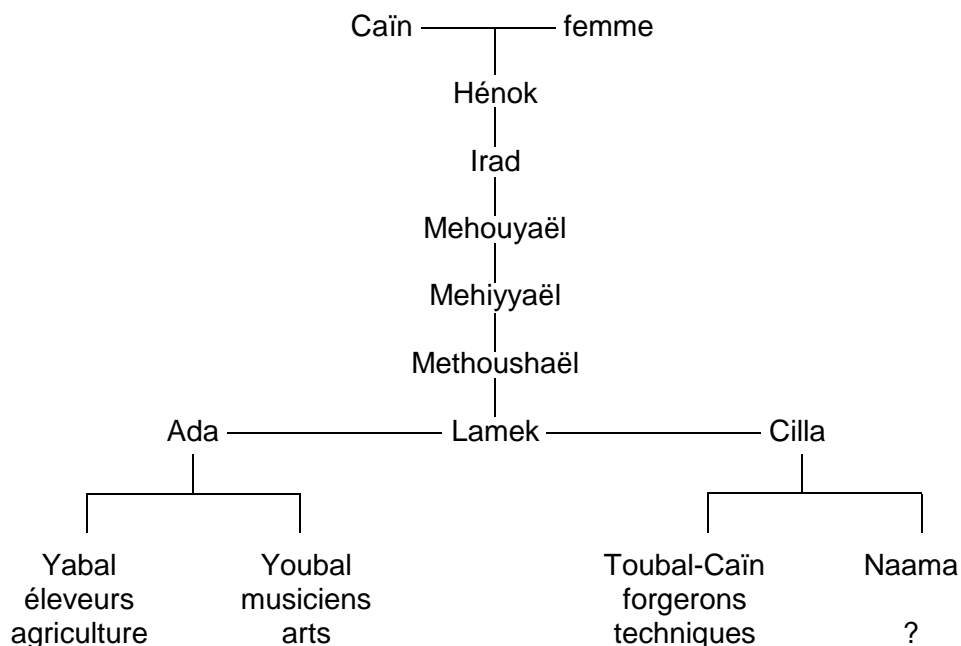 Caïn femme
Hénok
Irad
Mehouyaël
Mehiyyaël
Methoushaël
Ada Lamek Cilla
Yabal Youbal Toubal-Caïn Naama
éleveurs musiciens forgerons
agriculture arts techniques ?